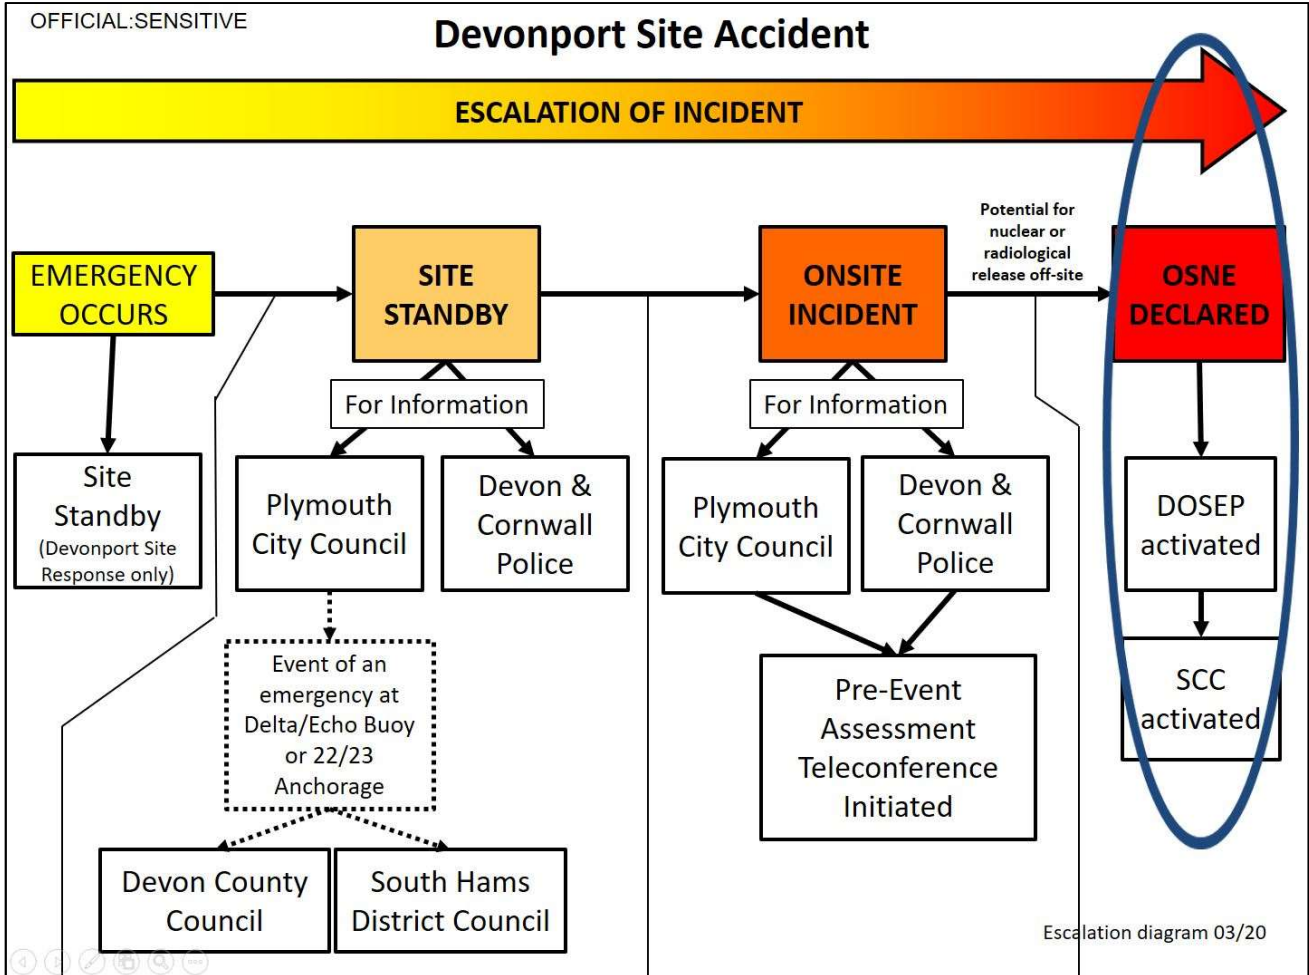 OFFICIAL:SENSITIVE
Devonport Site Accident
ESCALATION OF INCIDENT
EMERGENCY
OCCURS
SITE
STANDBY
ONSITE
INCIDENT
Potential for
nuclear or
radiological
release off-site
OSNE
DECLARED
For Information
For Information
Site
Standby
(Devonport Site
Response only)
Plymouth
City Council
Devon &
Cornwall
Police
Plymouth
City Council
Devon &
Cornwall
Police
DOSEP
activated
Event of an
emergency at
Delta/Echo Buoy
or 22/23
Anchorage
Pre-Event
Assessment
Teleconference
Initiated
SCC
activated
Devon County
Council
South Hams
District Council
Escalation diagram 03/20